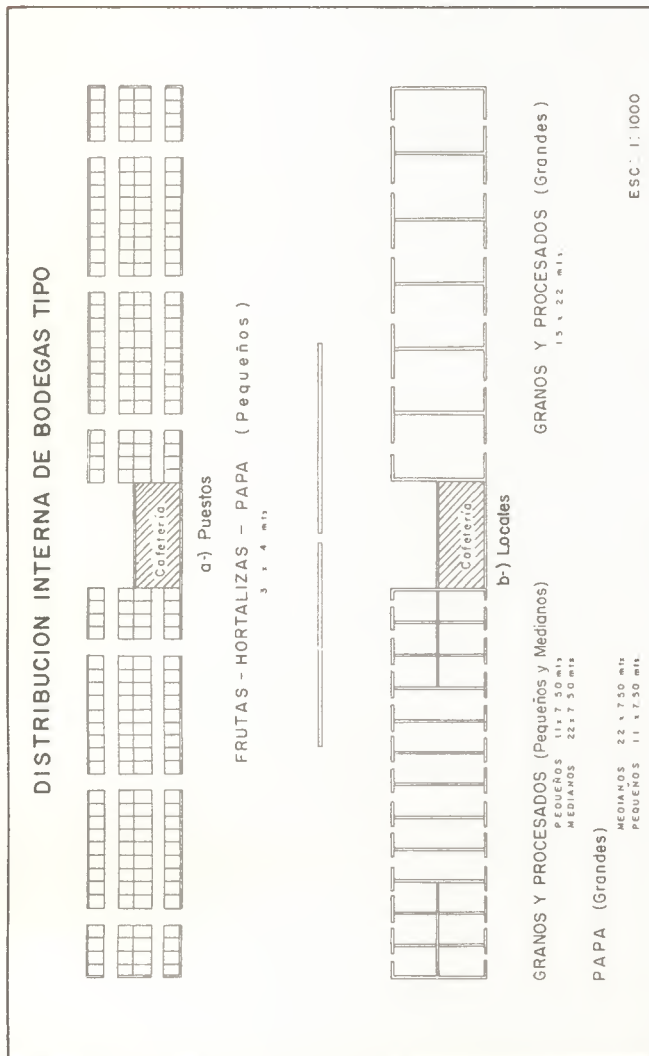 DISTRIBUCION INTERNA DE BODEGAS TIPO
Cafetería
a-) Puestos
FRUTAS - HORTALIZAS - PAPA (Pequeños)
3 x 4 mts
Cafetería
b-) Locales
GRANOS Y PROCESADOS (Pequeños y Medianos)
PEQUEÑOS 11 x 7 50 mts
MEDIANOS 22 x 7 50 mts
PAPA (Grandes)
MEDIANOS 22 x 7 50 mts
PEQUEÑOS 11 x 7.50 mts.
GRANOS Y PROCESADOS (Grandes)
15 x 22 mts.
ESC: 1:1000